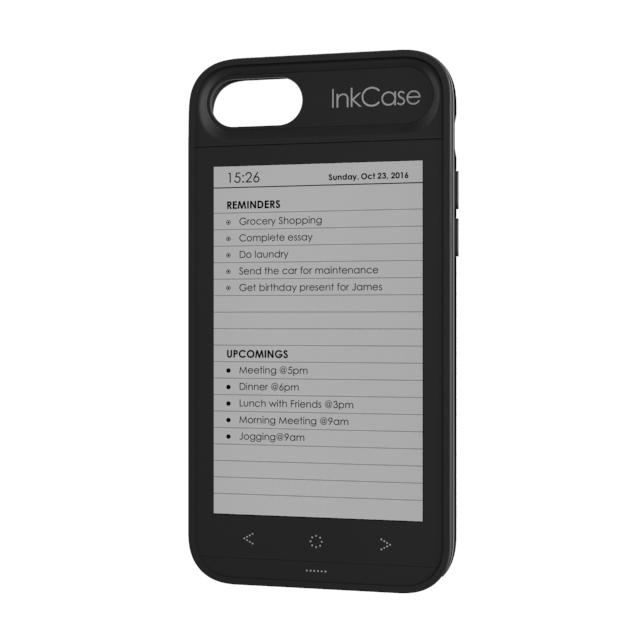 InkCase
15:26
Sunday, Oct 23, 2016
REMINDERS
Grocery Shopping
Complete essay
Do laundry
Send the car for maintenance
Get birthday present for James
UPCOMINGS
Meeting @5pm
Dinner @6pm
Lunch with Friends @3pm
Morning Meeting @9am
Jogging@9am